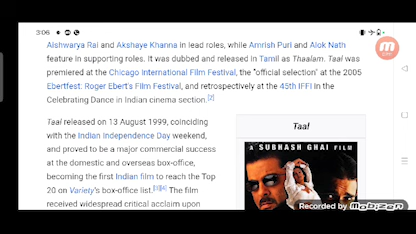 3:06
Aishwarya Rai and Akshaye Khanna in lead roles, while Amrish Puri and Alok Nath
feature in supporting roles. It was dubbed and released in Tamil as Thaalam. Taal was
premiered at the Chicago International Film Festival, the "official selection" at the 2005
Ebertfest: Roger Ebert's Film Festival, and retrospectively at the 45th IFFI in the
Celebrating Dance in Indian cinema section.[2]
Taal released on 13 August 1999, coinciding
with the Indian Independence Day weekend,
and proved to be a major commercial success
at the domestic and overseas box-office,
becoming the first Indian film to reach the Top
20 on Variety's box-office list.[3][4] The film
received widespread critical acclaim upon
Taal
A SUBHASH GHAI FILM
Recorded by Mobizen